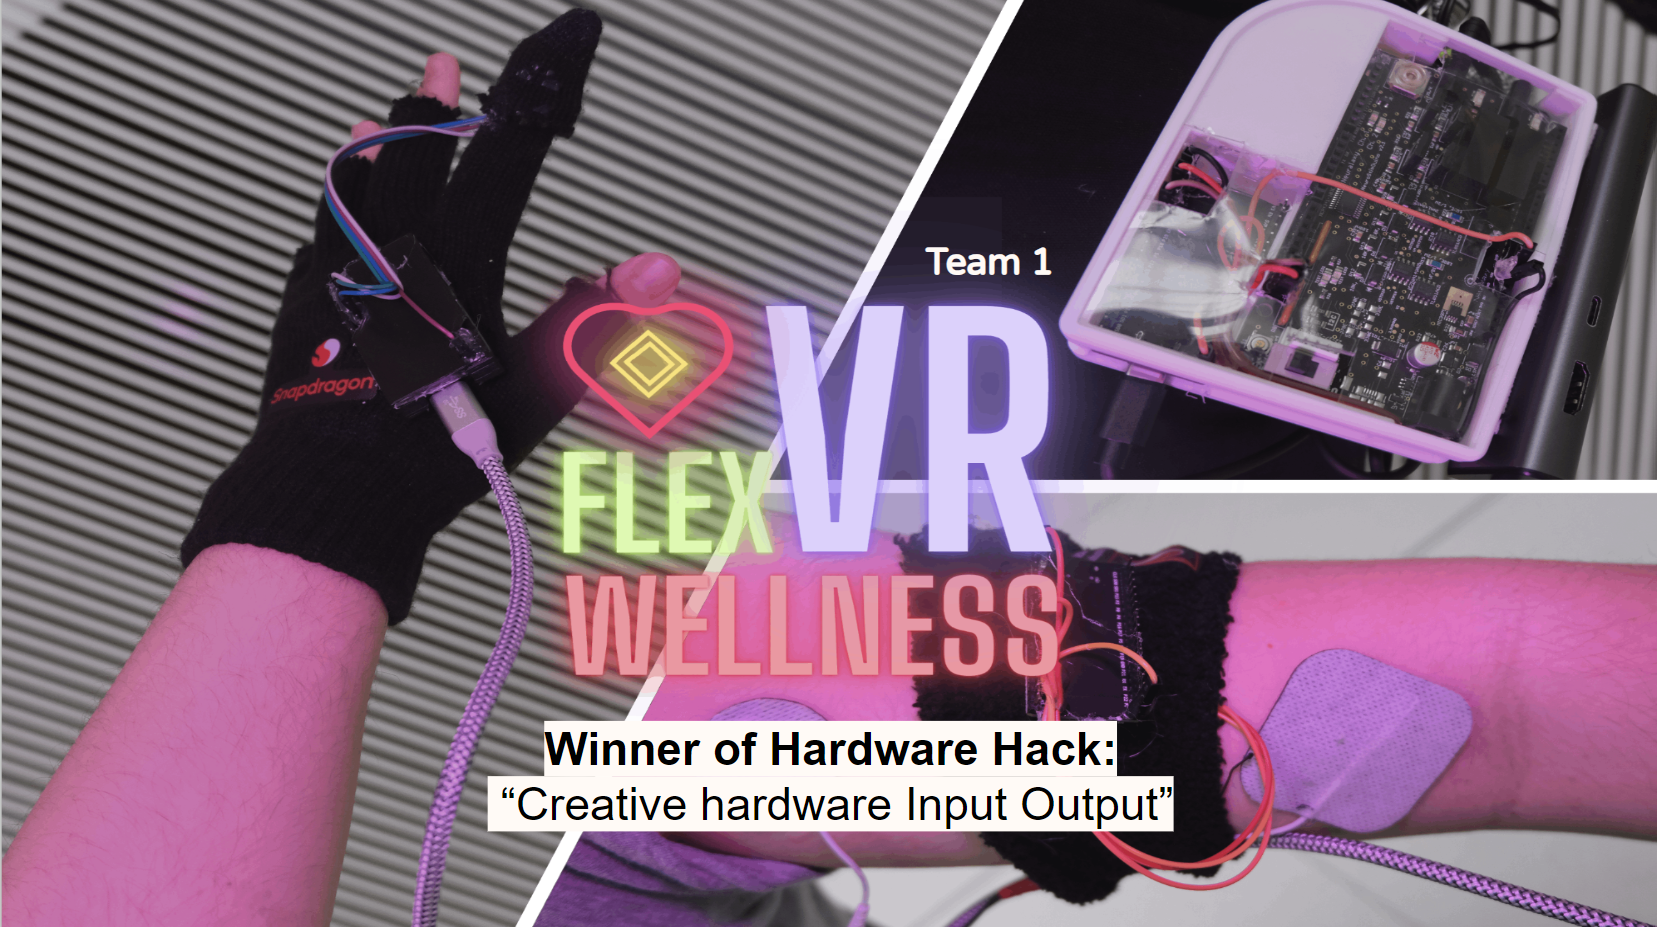 Team 1
VR
FLEX
WELLNESS
Winner of Hardware Hack:
“Creative hardware Input Output”
Snapdragon